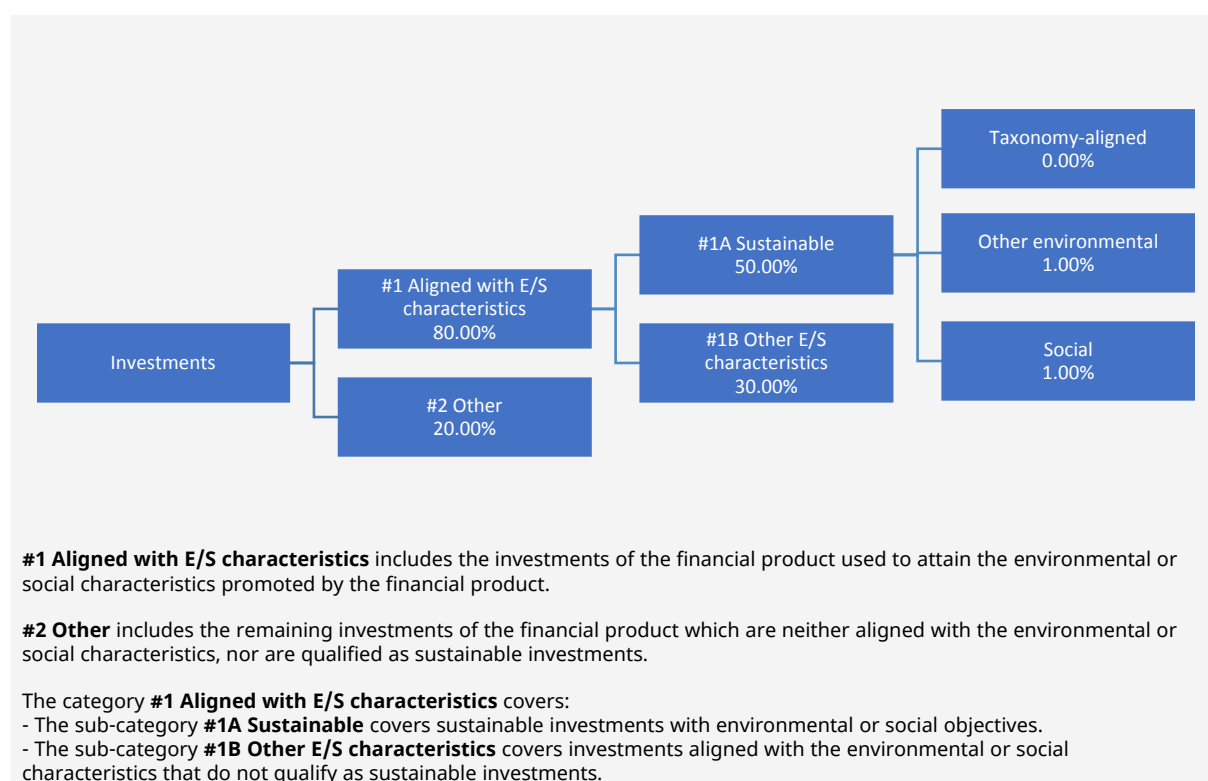 Investments
#1 Aligned with E/S
characteristics
80.00%
#2 Other
20.00%
#1A Sustainable
50.00%
#1B Other E/S
characteristics
30.00%
Taxonomy-aligned
0.00%
Other environmental
1.00%
Social
1.00%
#1 Aligned with E/S characteristics includes the investments of the financial product used to attain the environmental or
social characteristics promoted by the financial product.
#2 Other includes the remaining investments of the financial product which are neither aligned with the environmental or
social characteristics, nor are qualified as sustainable investments.
The category #1 Aligned with E/S characteristics covers:
- The sub-category #1A Sustainable covers sustainable investments with environmental or social objectives.
- The sub-category #1B Other E/S characteristics covers investments aligned with the environmental or social
characteristics that do not qualify as sustainable investments.